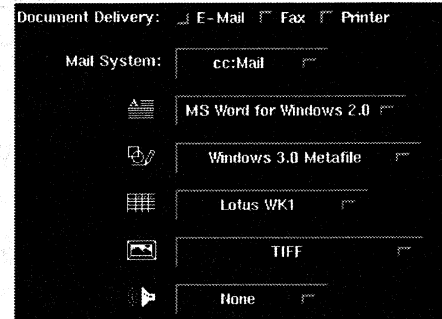 Document Delivery: E-Mail Fax Printer
Mail System: cc:Mail
A
MS Word for Windows 2.0
Windows 3.0 Metafile
Lotus WK1
TIFF
None